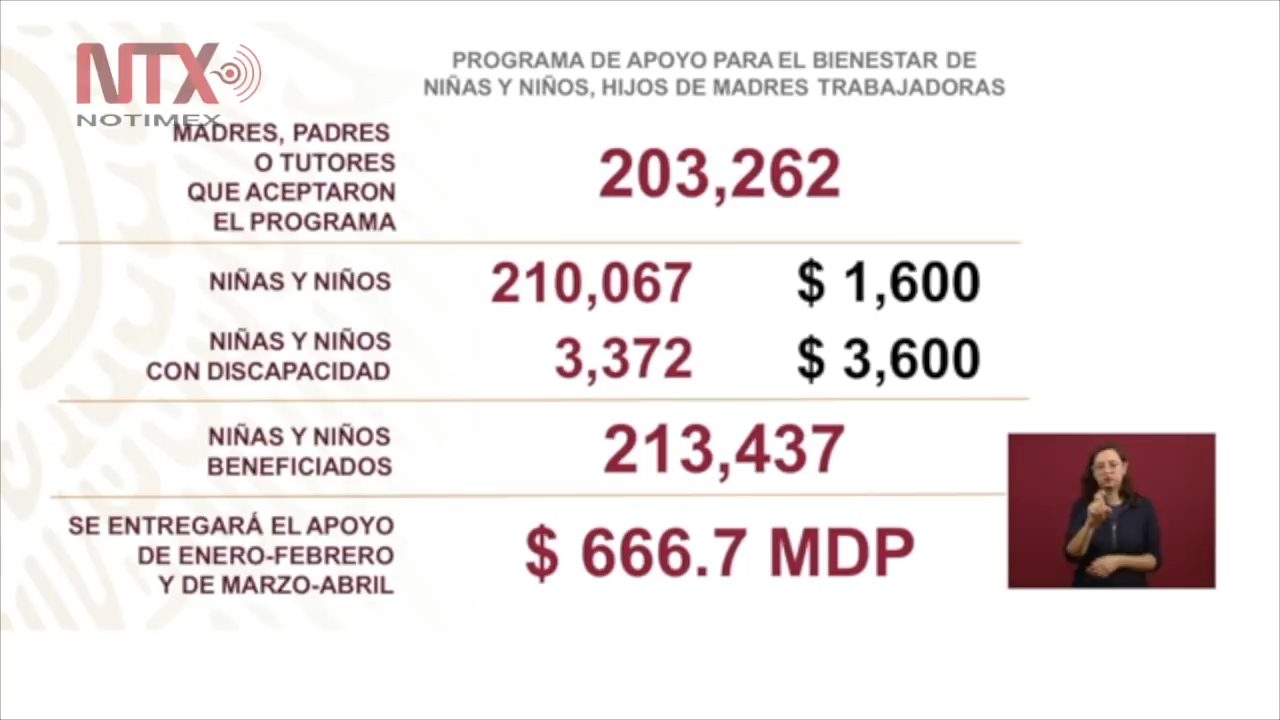 NTX
NOTIMEX
PROGRAMA DE APOYO PARA EL BIENESTAR DE
NIÑAS Y NIÑOS, HIJOS DE MADRES TRABAJADORAS
MADRES, PADRES
O TUTORES
QUE ACEPTARON
EL PROGRAMA
203,262
NIÑAS Y NIÑOS
210,067
$ 1,600
NIÑAS Y NIÑOS
CON DISCAPACIDAD
3,372
$ 3,600
NIÑAS Y NIÑOS
BENEFICIADOS
213,437
SE ENTREGARÁ EL APOYO
DE ENERO-FEBRERO
Y DE MARZO-ABRIL
$ 666.7 MDP